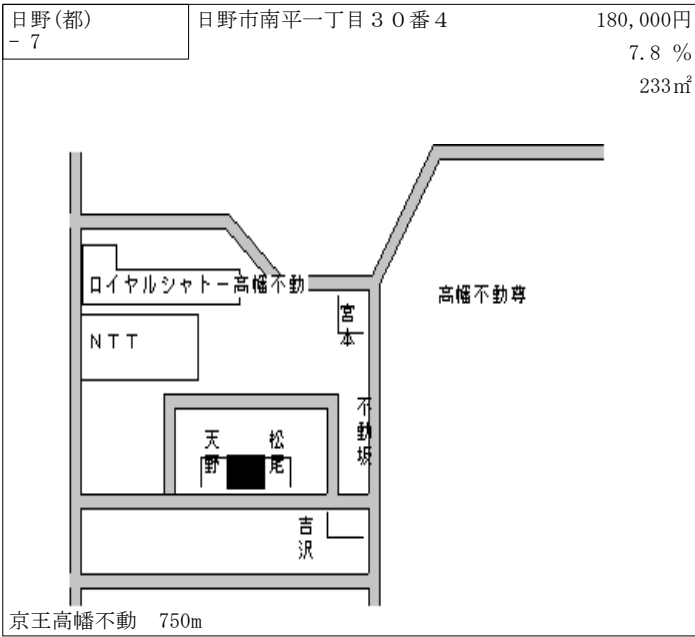 日野(都)
－７
日野市南平一丁目３０番４
180,000円
7.8 %
233㎡
ロイヤルシャトー高幡不動
高幡不動尊
宮本
ＮＴＴ
不動坂
天野
松尾
吉沢
京王高幡不動　750m